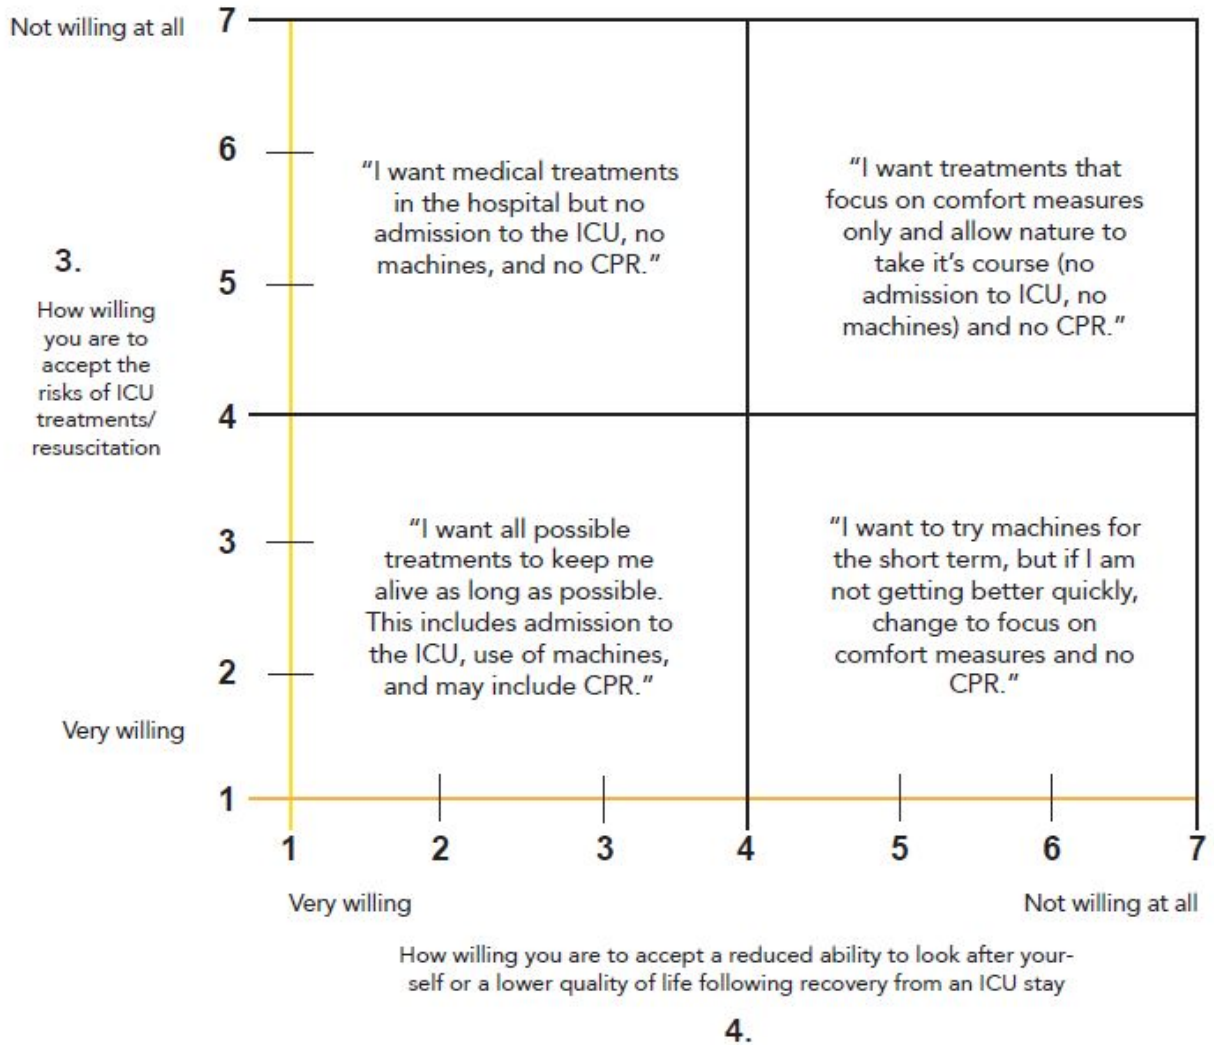 Not willing at all
7
6
"I want medical treatments
in the hospital but no
admission to the ICU, no
machines, and no CPR."
"I want treatments that
focus on comfort measures
only and allow nature to
take it's course (no
admission to ICU, no
machines) and no CPR."
3.
5
How willing
you are to
accept the
risks of ICU
treatments/
resuscitation
4
3
"I want all possible
treatments to keep me
alive as long as possible.
This includes admission to
the ICU, use of machines,
and may include CPR."
"I want to try machines for
the short term, but if I am
not getting better quickly,
change to focus on
comfort measures and no
CPR."
2
Very willing
1
1 2 3 4 5 6 7
Very willing
Not willing at all
How willing you are to accept a reduced ability to look after your-
self or a lower quality of life following recovery from an ICU stay
4.